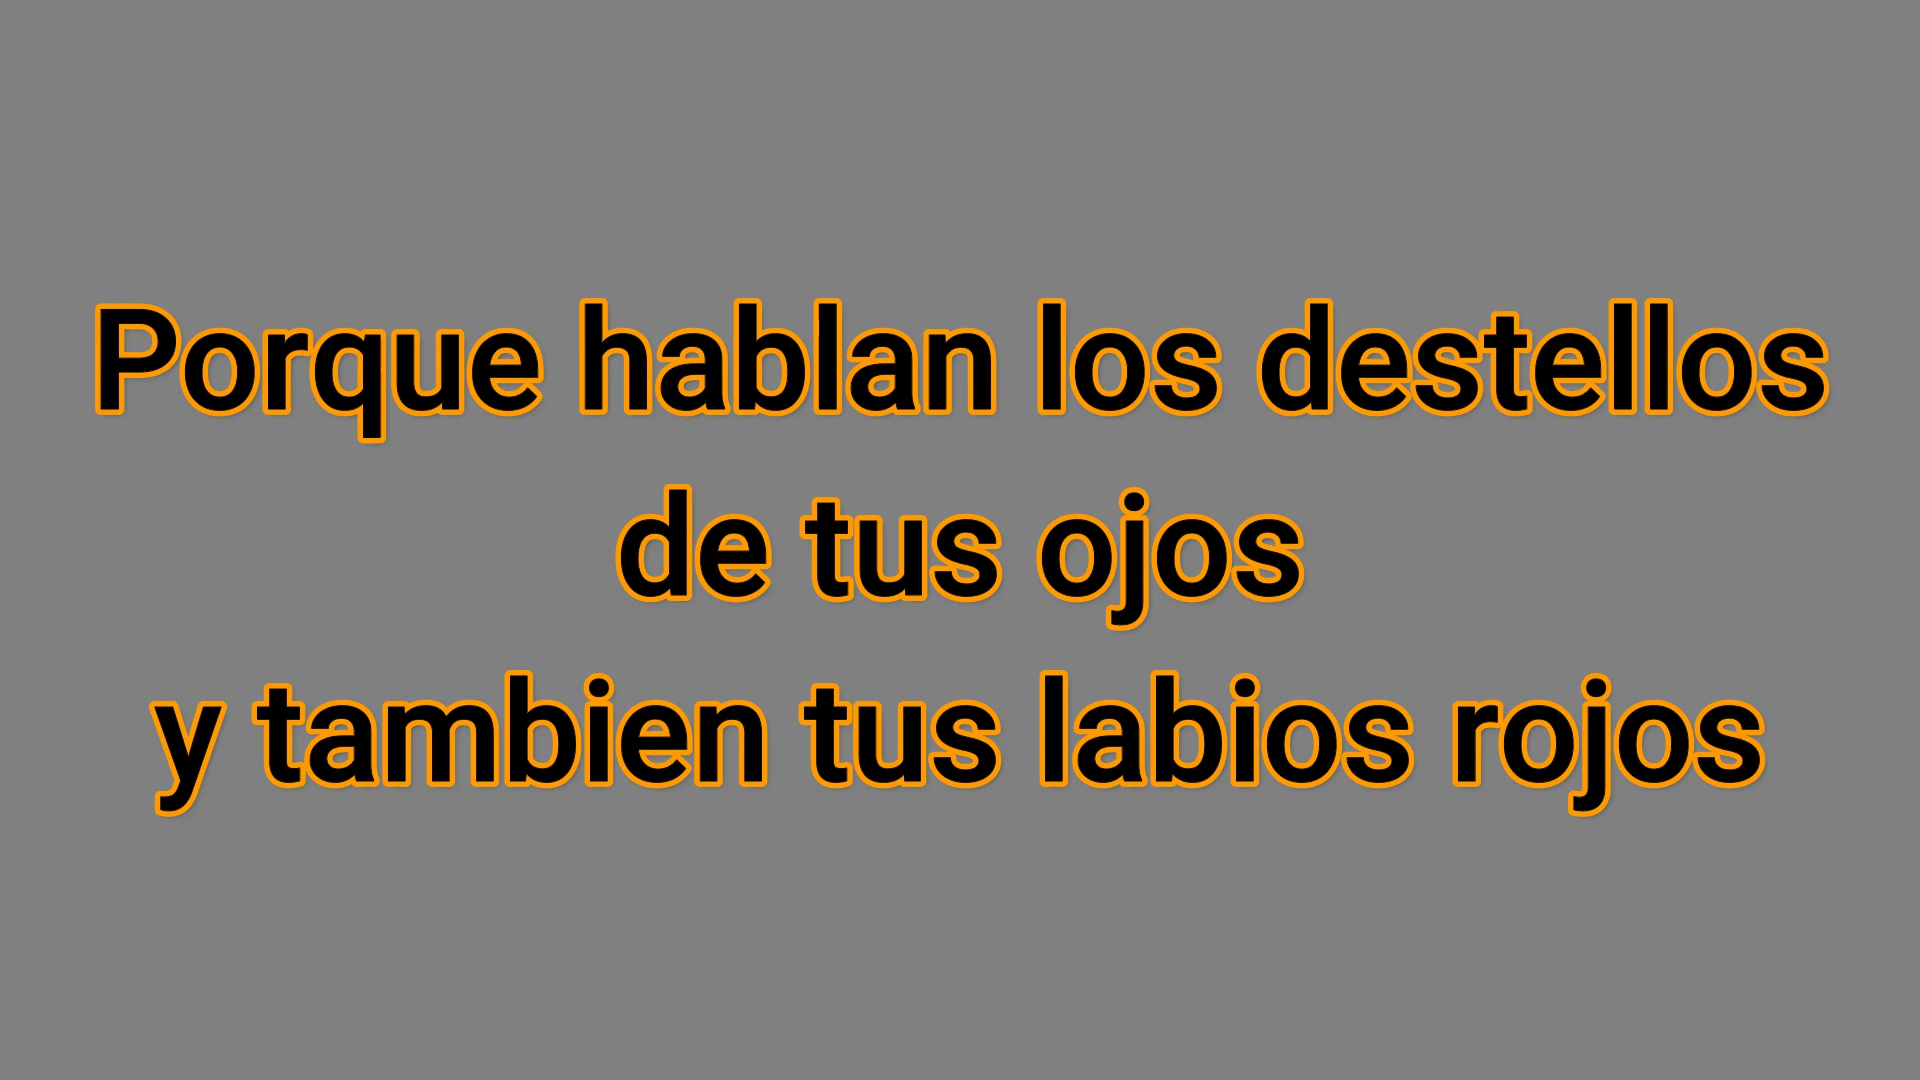 Porque hablan los destellos
de tus ojos
y tambien tus labios rojos